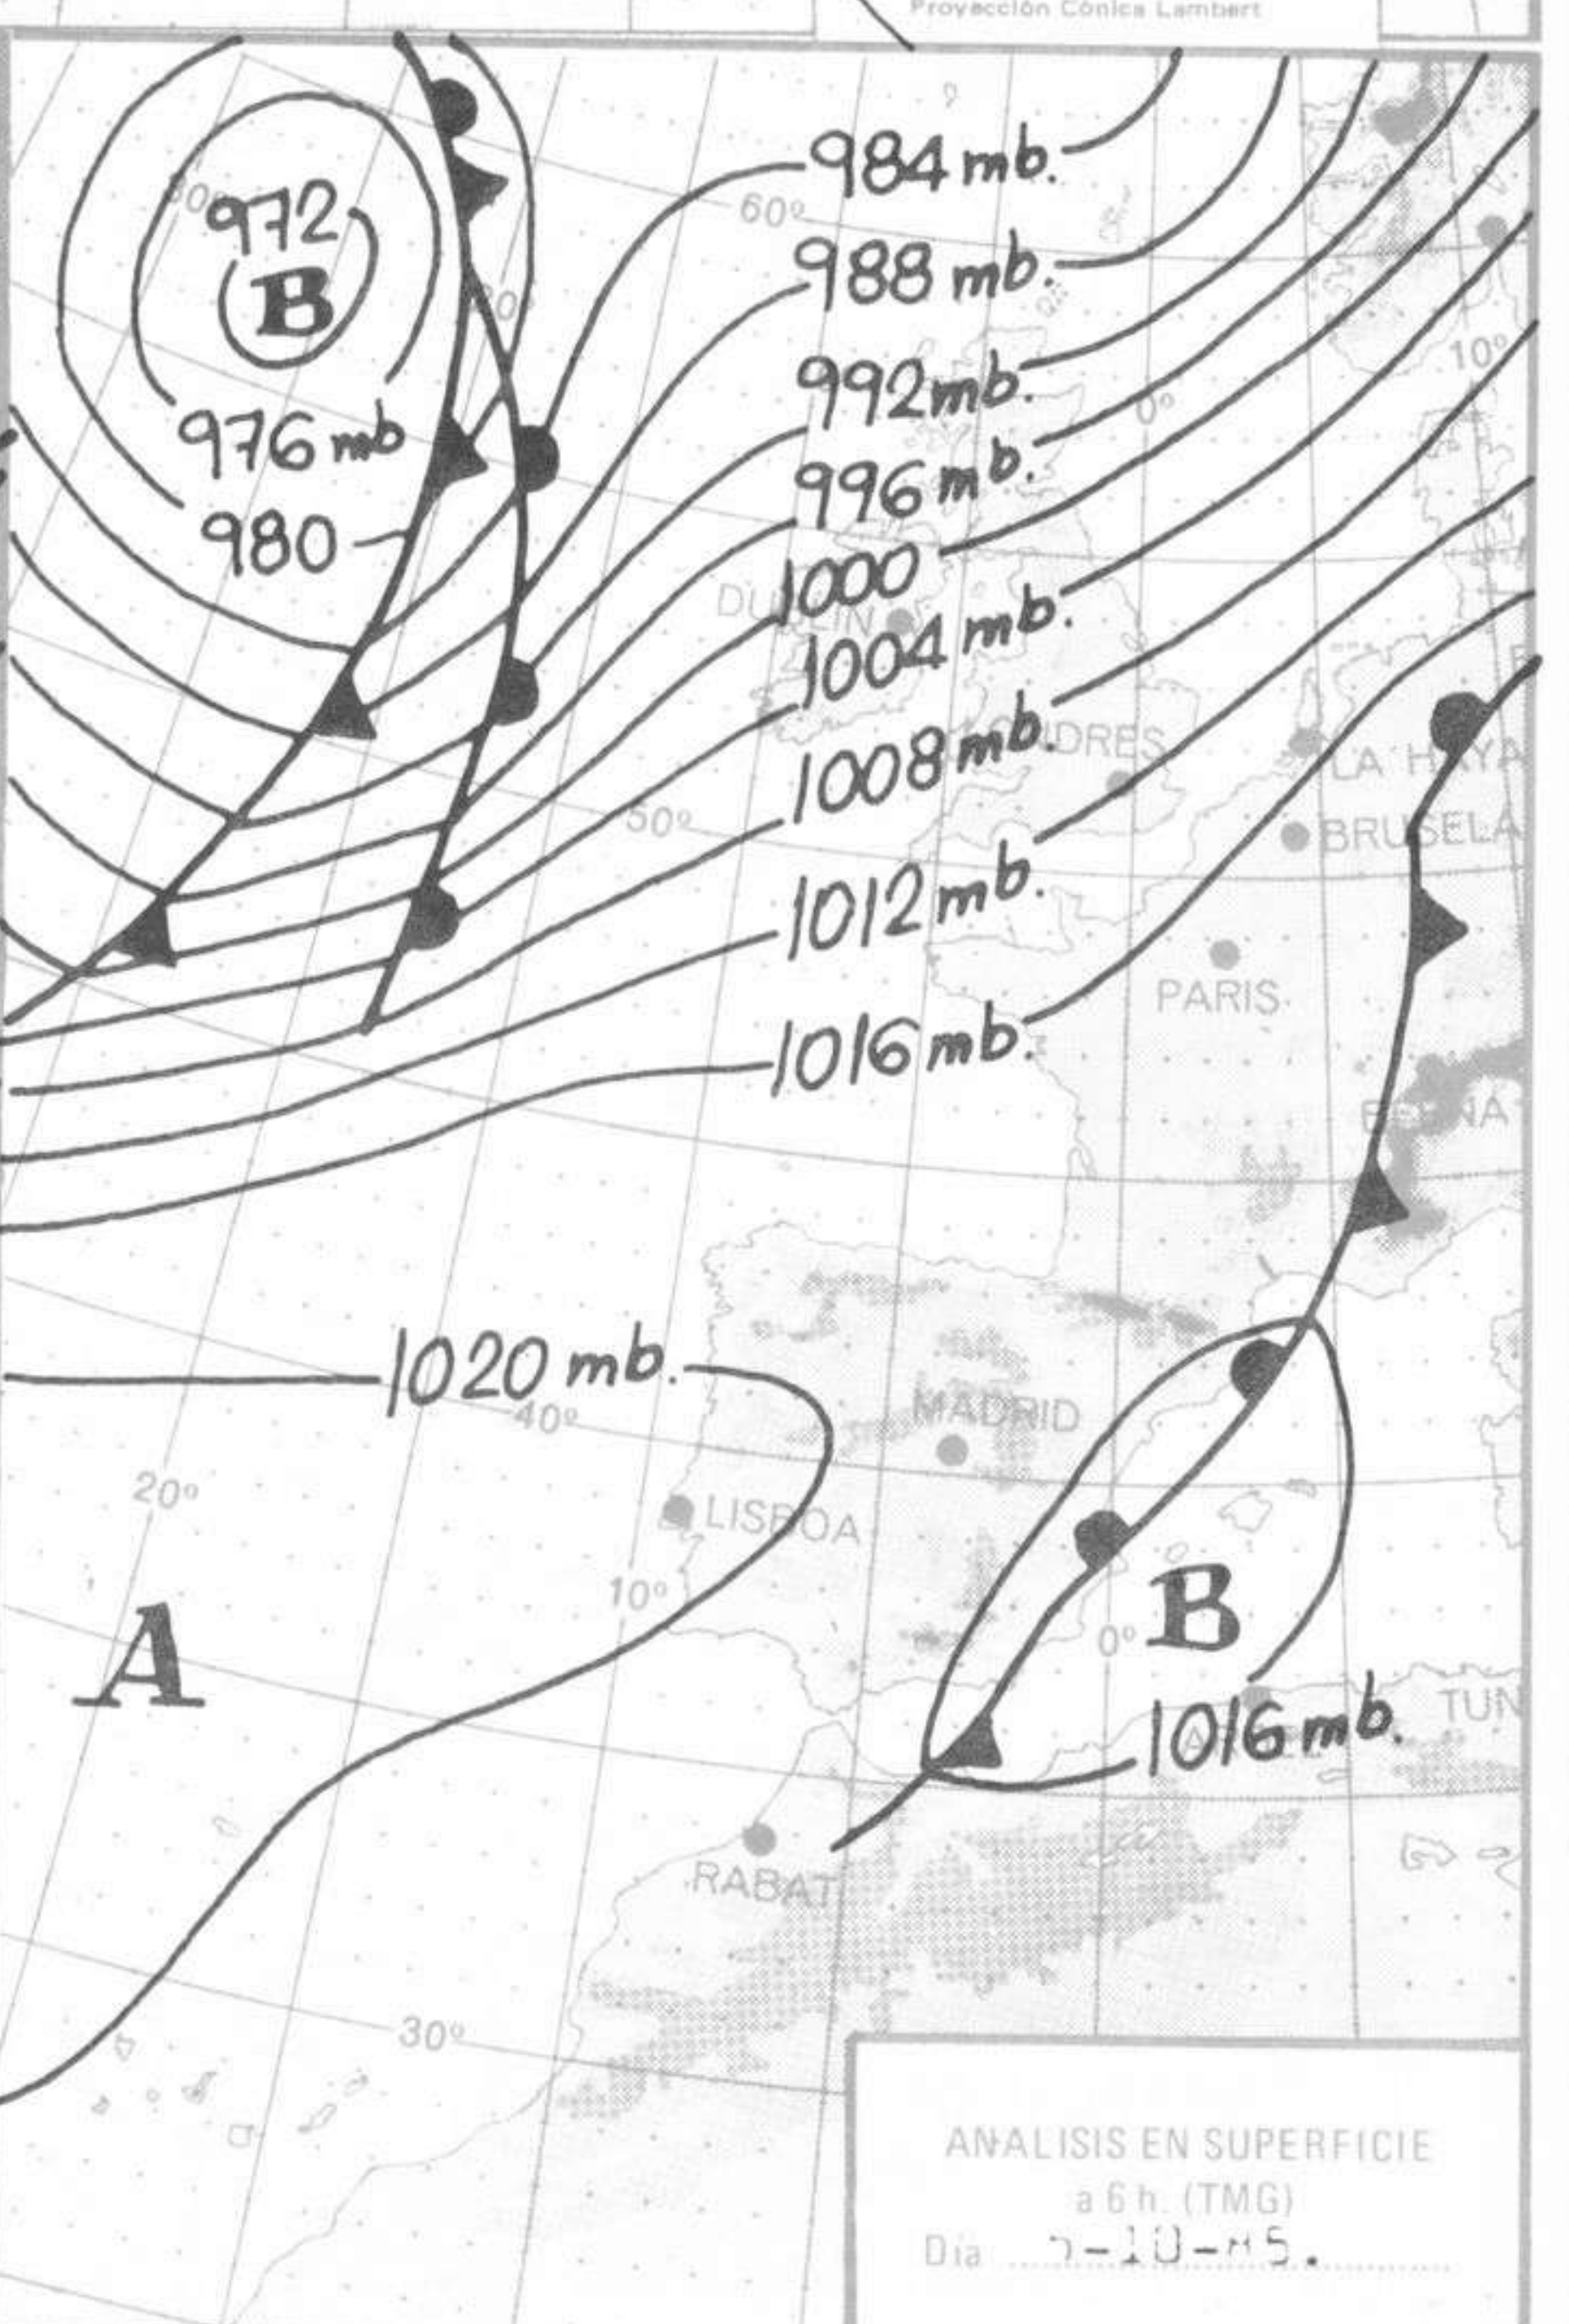 Proyección Cónica Lambert
984 mb.
60º
972
B
988 mb.
10º
992mb.
0º
976 mb
996 mb.
980
1000
1004 mb.
1008 mb.
LA HAYA
50º
BRUSELA
1012 mb.
PARIS
1016 mb.
BERNA
1020 mb.
40º
MADRID
20º
LISBOA
10º
A
B
0º
1016 mb.
TUN
RABAT
30º
ANALISIS EN SUPERFICIE
a 6 h. (TMG)
Día